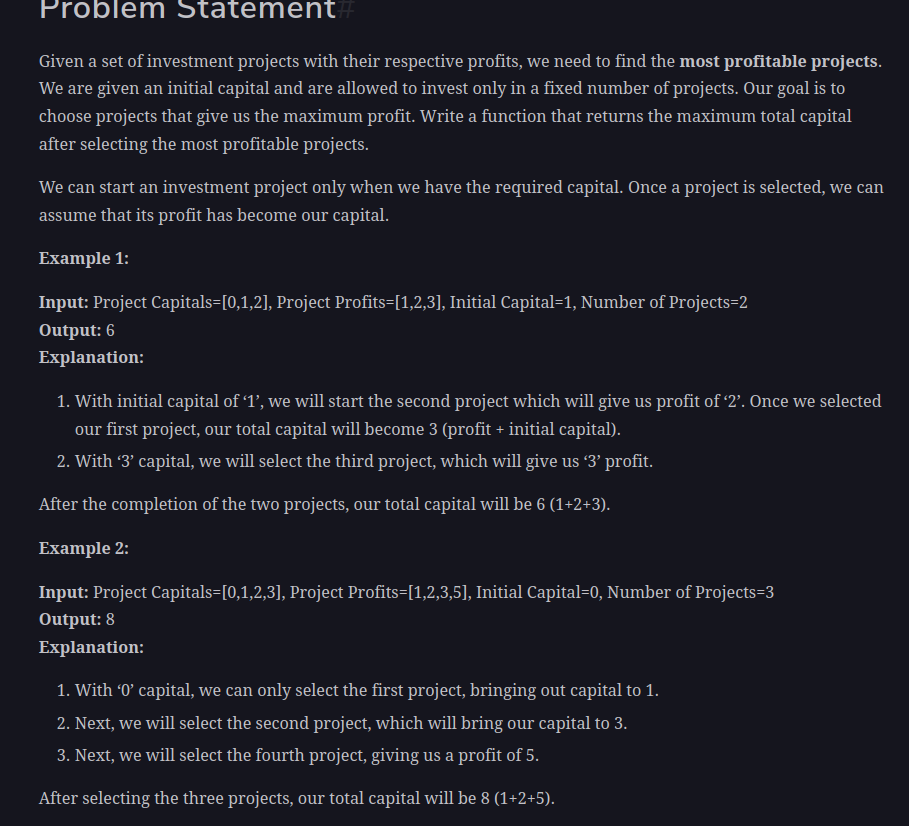 Problem Statement#
Given a set of investment projects with their respective profits, we need to find the most profitable projects.
We are given an initial capital and are allowed to invest only in a fixed number of projects. Our goal is to
choose projects that give us the maximum profit. Write a function that returns the maximum total capital
after selecting the most profitable projects.
We can start an investment project only when we have the required capital. Once a project is selected, we can
assume that its profit has become our capital.
Example 1:
Input: Project Capitals=[0,1,2], Project Profits=[1,2,3], Initial Capital=1, Number of Projects=2
Output: 6
Explanation:
1. With initial capital of ‘1’, we will start the second project which will give us profit of ‘2’. Once we selected
our first project, our total capital will become 3 (profit + initial capital).
2. With ‘3’ capital, we will select the third project, which will give us ‘3’ profit.
After the completion of the two projects, our total capital will be 6 (1+2+3).
Example 2:
Input: Project Capitals=[0,1,2,3], Project Profits=[1,2,3,5], Initial Capital=0, Number of Projects=3
Output: 8
Explanation:
1. With ‘0’ capital, we can only select the first project, bringing out capital to 1.
2. Next, we will select the second project, which will bring our capital to 3.
3. Next, we will select the fourth project, giving us a profit of 5.
After selecting the three projects, our total capital will be 8 (1+2+5).